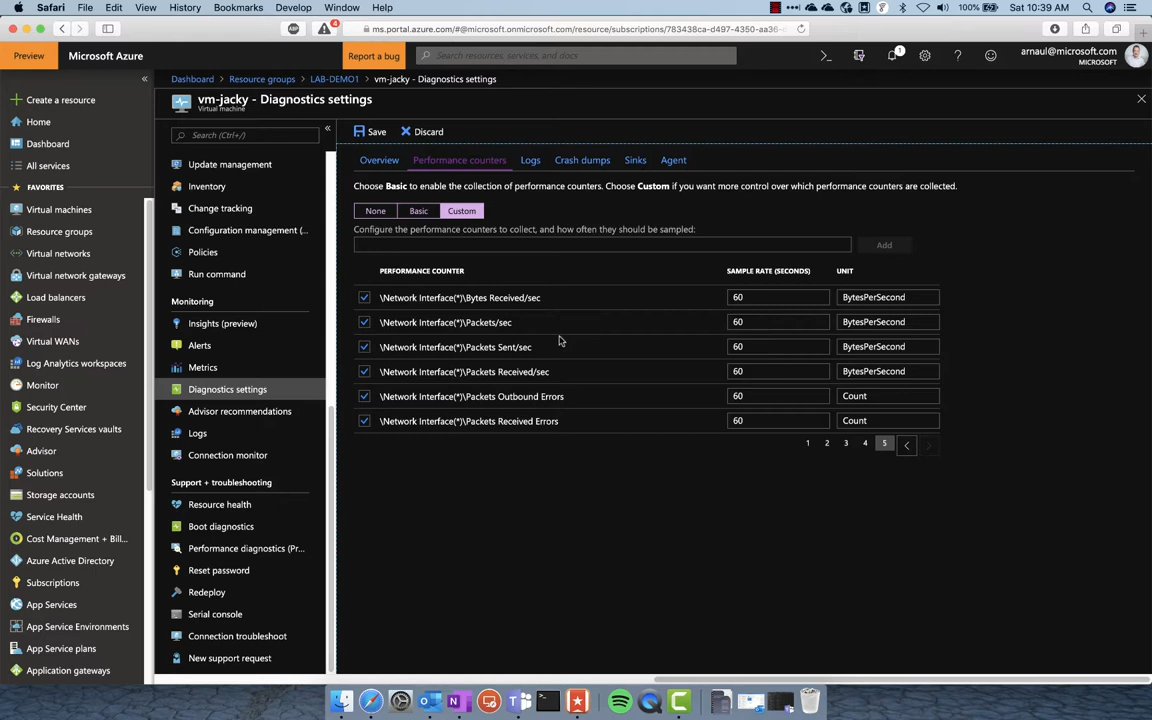 Safari File Edit View History Bookmarks Develop Window Help 100% Sat 10:39 AM
4 ms.portal.azure.com/#@microsoft.onmicrosoft.com/resource/subscriptions/783438ca-d497-4350-aa36-
Preview Microsoft Azure Report a bug Search resources, services, and docs 1 arnaul@microsoft.com
MICROSOFT
Dashboard Resource groups LAB-DEMO1 vm-jacky - Diagnostics settings
vm-jacky - Diagnostics settings
Virtual machine
Create a resource
Home
Dashboard
All services
FAVORITES
Virtual machines
Resource groups
Virtual networks
Virtual network gateways
Load balancers
Firewalls
Virtual WANs
Log Analytics workspaces
Monitor
Security Center
Recovery Services vaults
Advisor
Solutions
Storage accounts
Service Health
Cost Management + Bill...
Azure Active Directory
Subscriptions
App Services
App Service Environments
App Service plans
Application gateways
Search (Ctrl+/)
Update management
Inventory
Change tracking
Configuration management (...
Policies
Run command
Monitoring
Insights (preview)
Alerts
Metrics
Diagnostics settings
Advisor recommendations
Logs
Connection monitor
Support + troubleshooting
Resource health
Boot diagnostics
Performance diagnostics (Pr...
Reset password
Redeploy
Serial console
Connection troubleshoot
New support request
Save Discard
Overview Performance counters Logs Crash dumps Sinks Agent
Choose Basic to enable the collection of performance counters. Choose Custom if you want more control over which performance counters are collected.
None Basic Custom
Configure the performance counters to collect, and how often they should be sampled:
Add
PERFORMANCE COUNTER SAMPLE RATE (SECONDS) UNIT
\Network Interface(*)\Bytes Received/sec 60 BytesPerSecond
\Network Interface(*)\Packets/sec 60 BytesPerSecond
\Network Interface(*)\Packets Sent/sec 60 BytesPerSecond
\Network Interface(*)\Packets Received/sec 60 BytesPerSecond
\Network Interface(*)\Packets Outbound Errors 60 Count
\Network Interface(*)\Packets Received Errors 60 Count
1 2 3 4 5